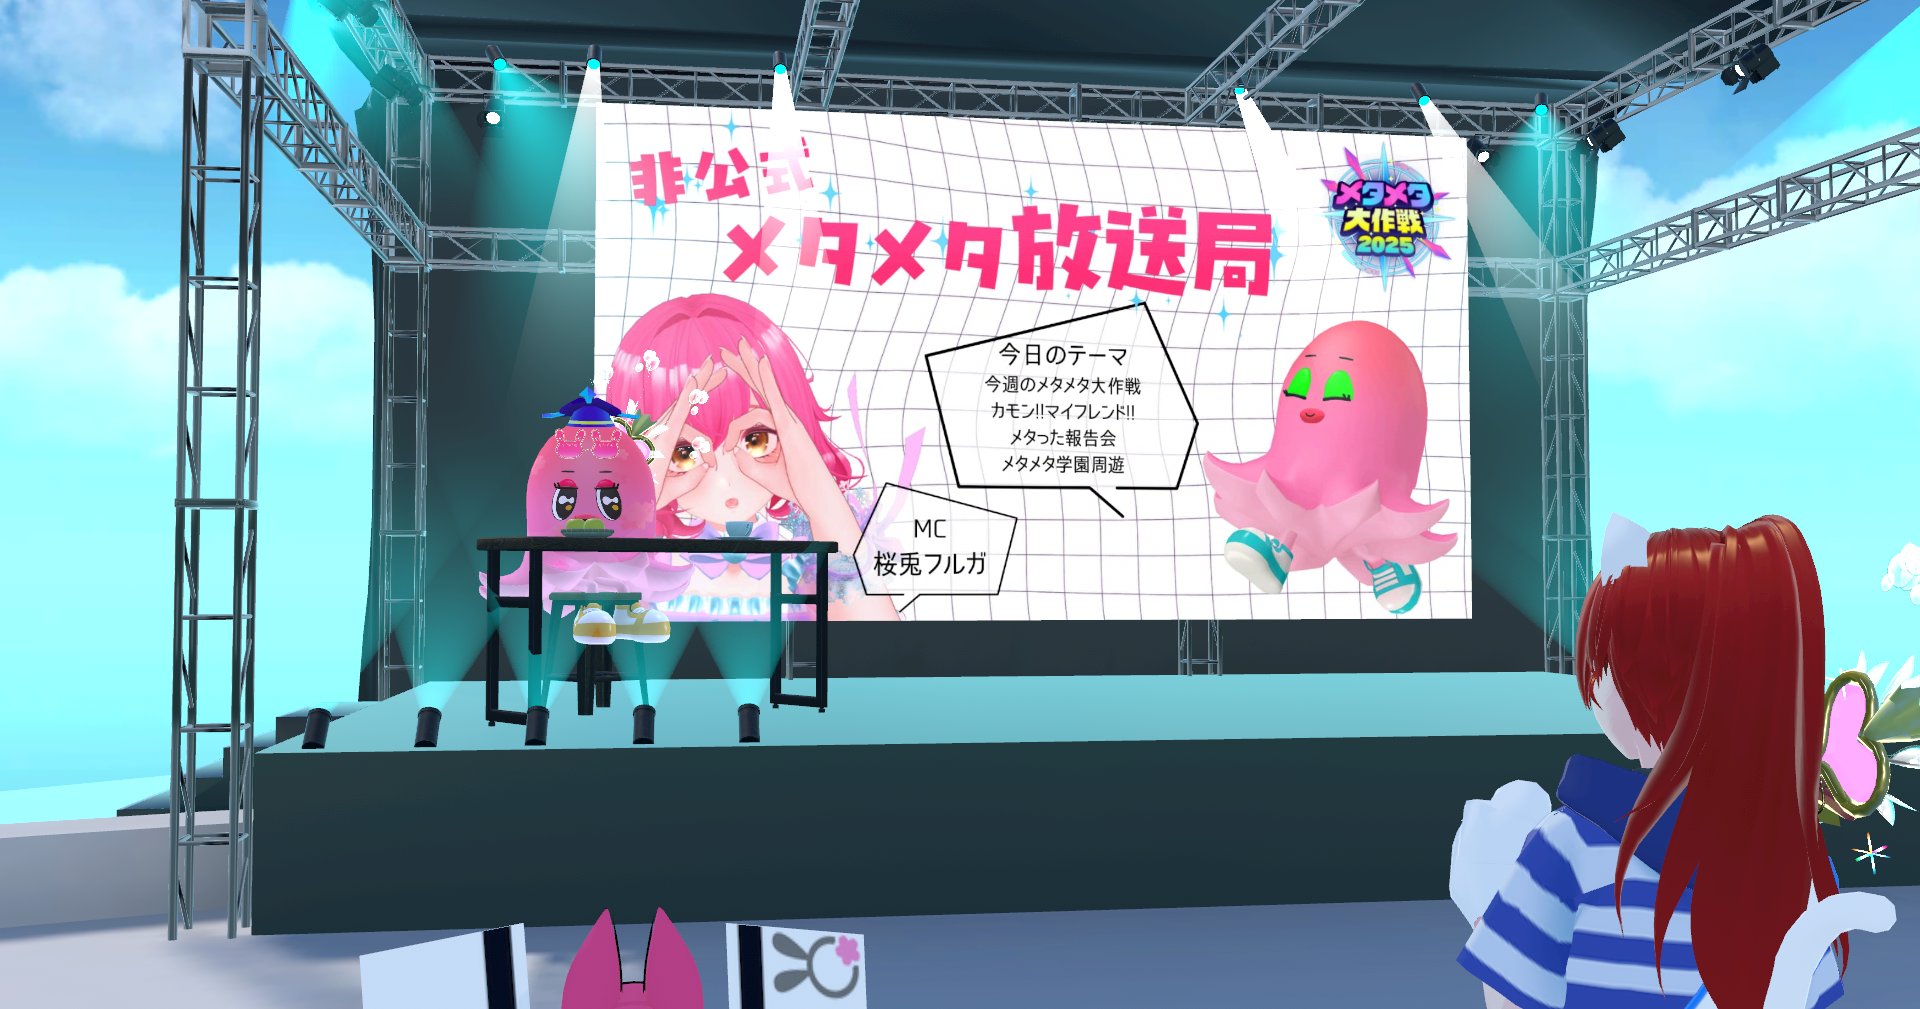 非公式
メタメタ放送局
メタメタ
大作戦
2025
今日のテーマ
今週のメタメタ大作戦
カモン!!マイフレンド!!
メタった報告会
メタメタ学園周遊
MC
桜兎フルガ